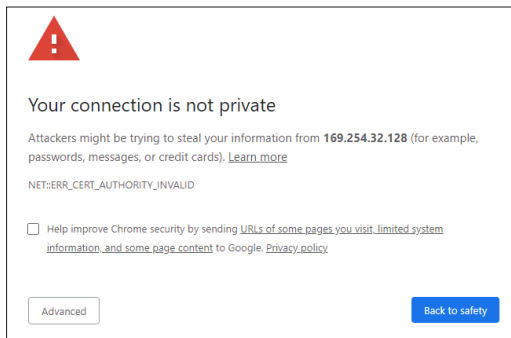 Your connection is not private
Attackers might be trying to steal your information from 169.254.32.128 (for example,
passwords, messages, or credit cards). Learn more
NET::ERR_CERT_AUTHORITY_INVALID
Help improve Chrome security by sending URLs of some pages you visit, limited system
information, and some page content to Google. Privacy policy
Advanced
Back to safety